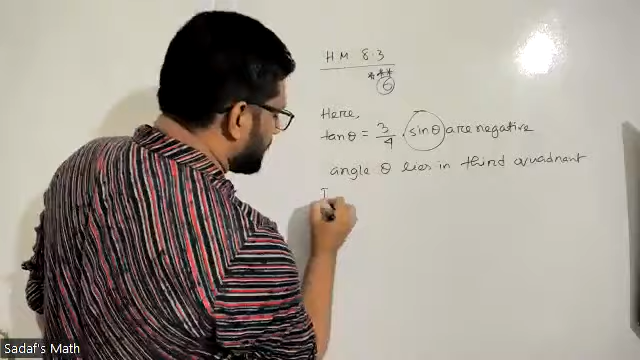 HM 8.3
***
6
Here,
tanθ = 3/4 . sinθ are negative
angle θ lies in third quadrant
I
Sadaf's Math